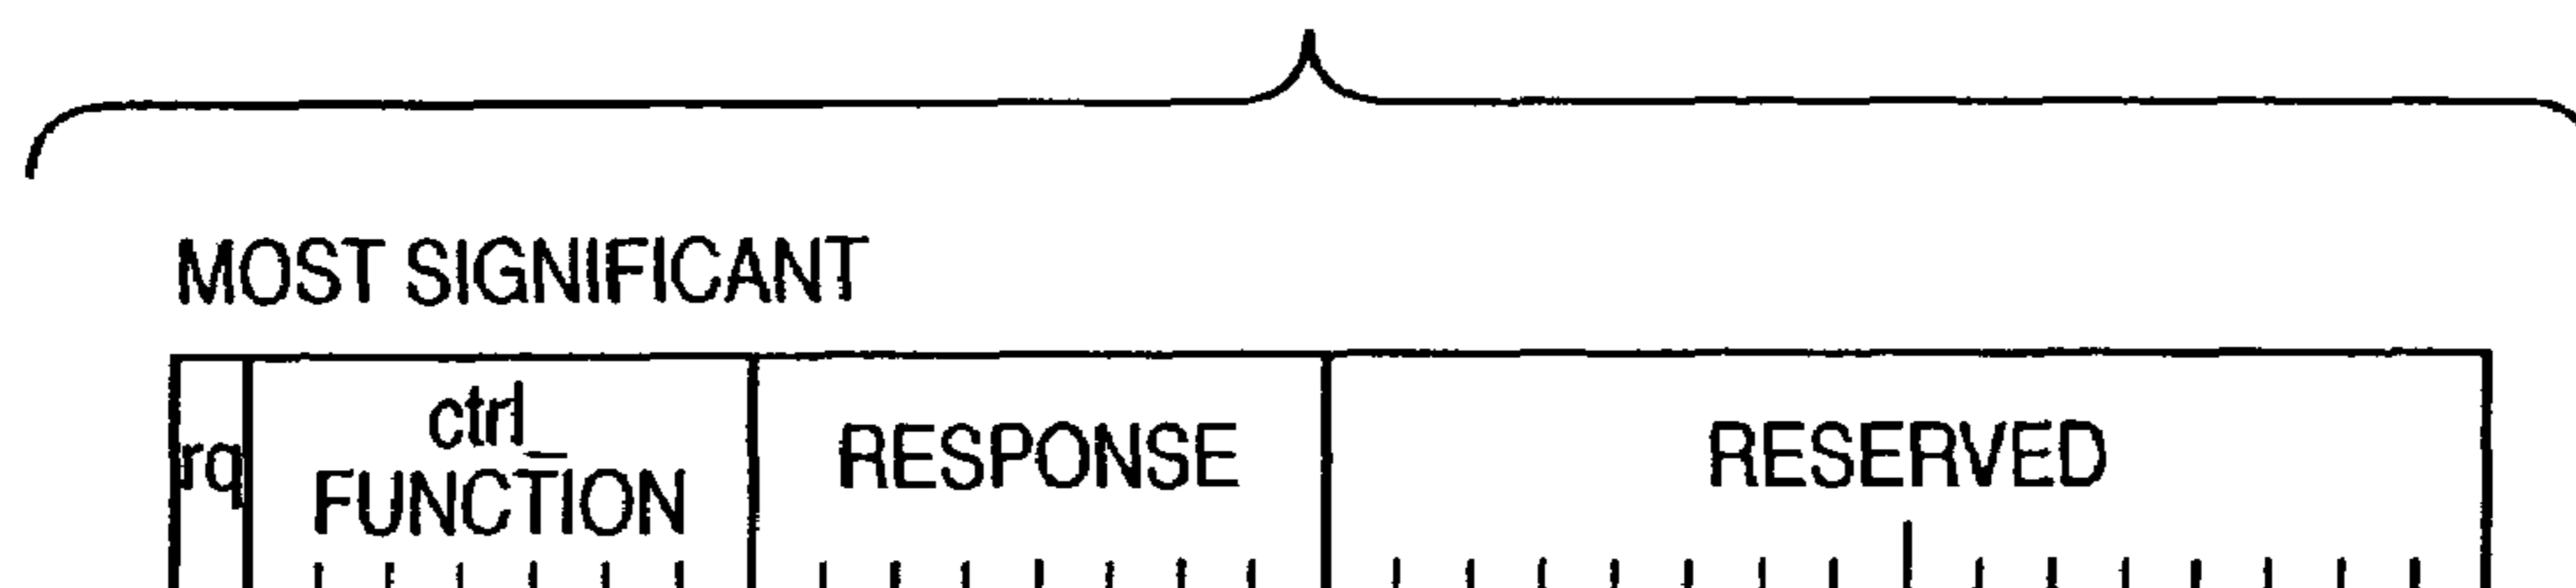 MOST SIGNIFICANT
rq
ctrl_
FUNCTION
RESPONSE
RESERVED